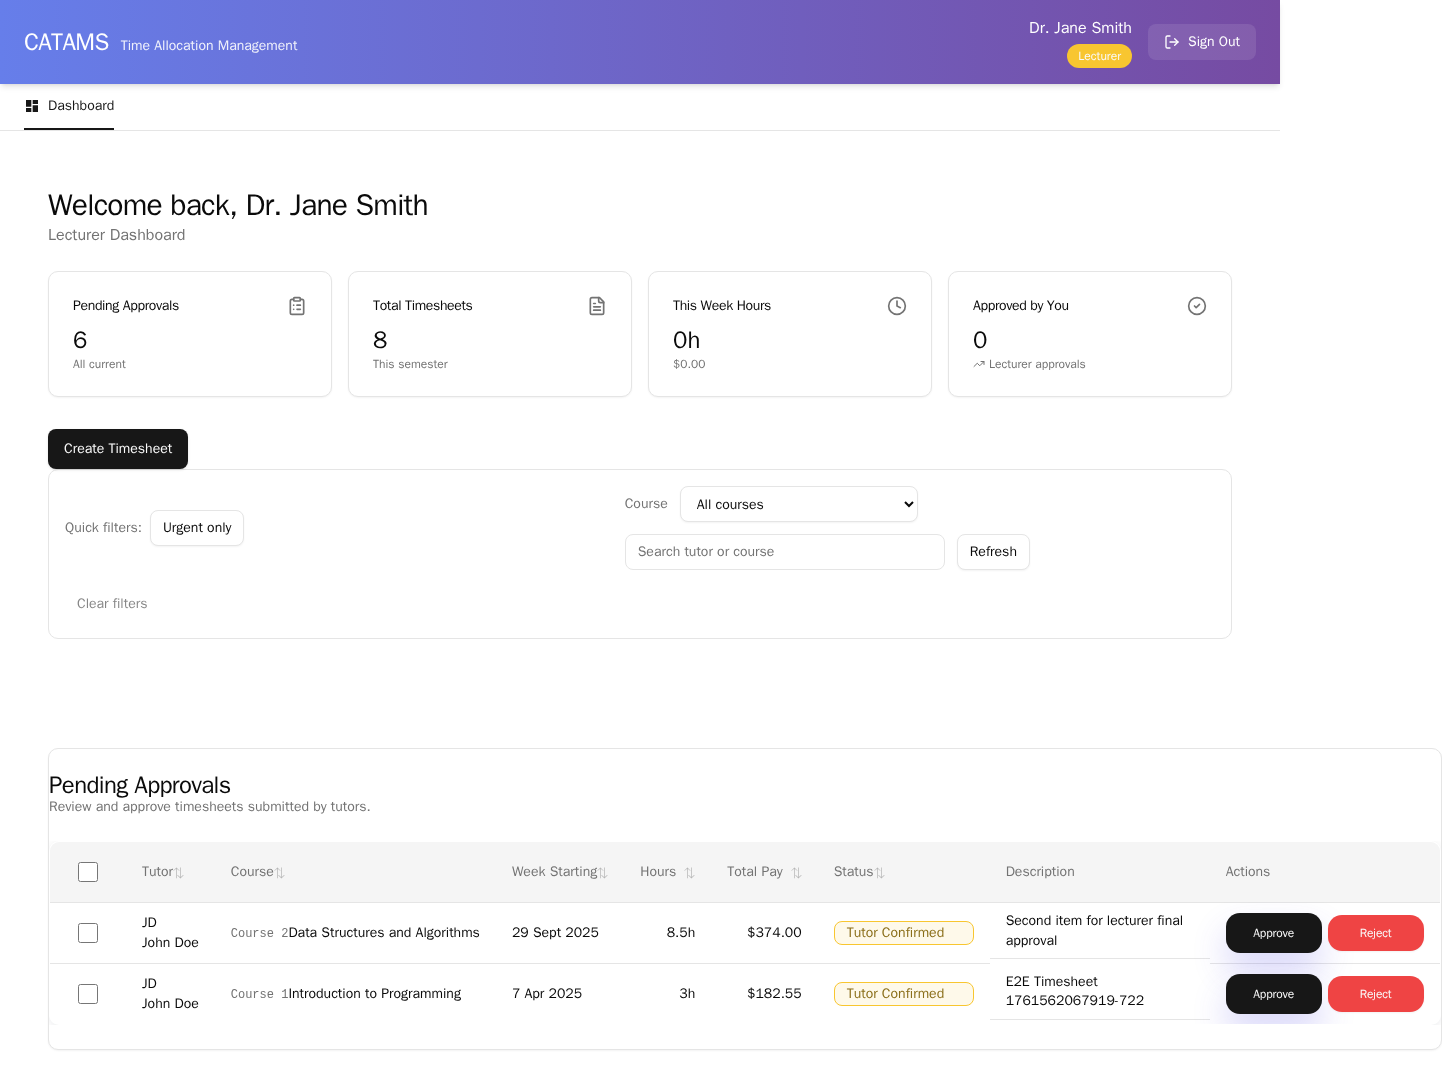 CATAMS Time Allocation Management
Dr. Jane Smith
Lecturer
Sign Out
Dashboard
Welcome back, Dr. Jane Smith
Lecturer Dashboard
Pending Approvals
6
All current
Total Timesheets
8
This semester
This Week Hours
0h
$0.00
Approved by You
0
Lecturer approvals
Create Timesheet
Quick filters: Urgent only
Course All courses
Search tutor or course Refresh
Clear filters
Pending Approvals
Review and approve timesheets submitted by tutors.
Tutor Course Week Starting Hours Total Pay Status Description Actions
JD
John Doe
Course 2Data Structures and Algorithms
29 Sept 2025
8.5h
$374.00
Tutor Confirmed
Second item for lecturer final
approval
Approve
Reject
JD
John Doe
Course 1Introduction to Programming
7 Apr 2025
3h
$182.55
Tutor Confirmed
E2E Timesheet
1761562067919-722
Approve
Reject